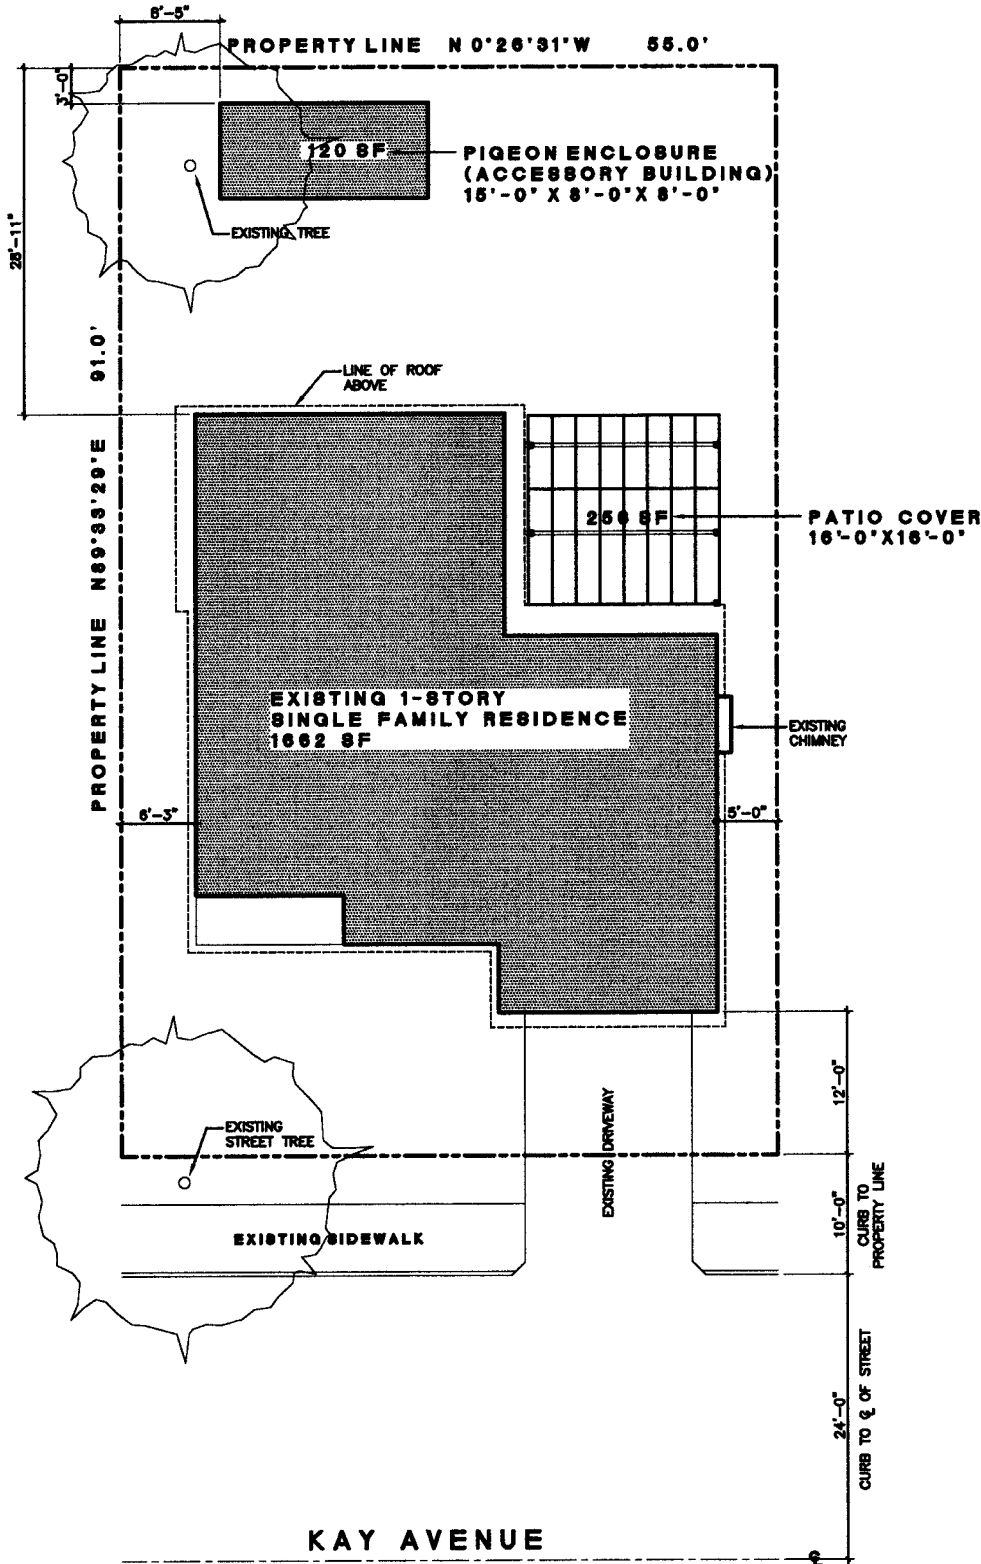 6'-5"
PROPERTY LINE N 0°26'31"W 55.0'
3'-0"
120 SF
PIGEON ENCLOSURE
(ACCESSORY BUILDING)
15'-0" X 8'-0" X 8'-0"
EXISTING TREE
28'-11"
PROPERTY LINE N89°33'29"E 91.0'
LINE OF ROOF
ABOVE
256 SF
PATIO COVER
16'-0"X16'-0"
EXISTING 1-STORY
SINGLE FAMILY RESIDENCE
1662 SF
EXISTING
CHIMNEY
6'-3"
5'-0"
12'-0"
EXISTING DRIVEWAY
EXISTING
STREET TREE
10'-0"
CURB TO
PROPERTY LINE
EXISTING SIDEWALK
24'-0"
CURB TO ℄ OF STREET
KAY AVENUE
℄